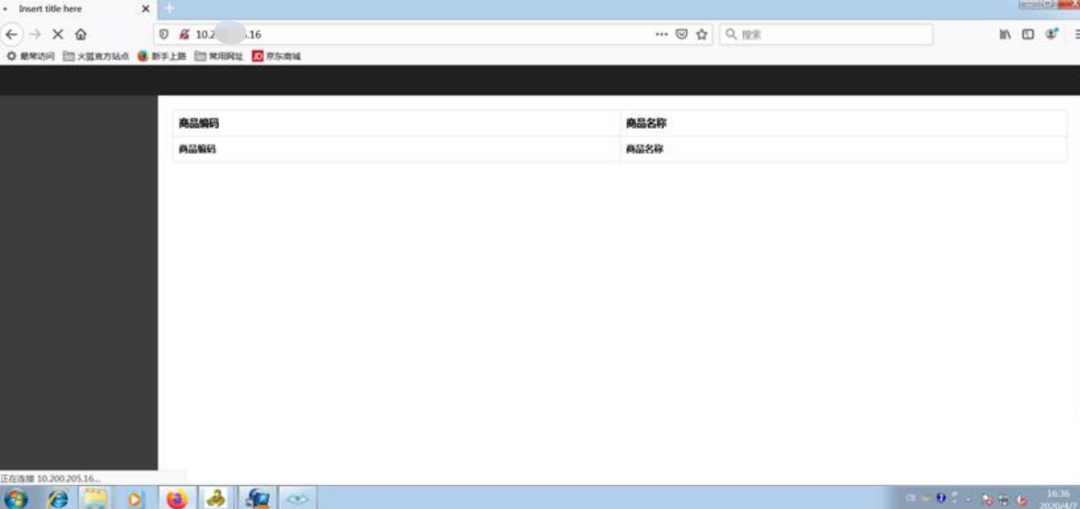 Insert title here
10.2 .16
搜索
最常访问 火狐官方站点 新手上路 常用网址 JD 京东商城
商品编码 商品名称
商品编码 商品名称
正在连接 10.200.205.16...
16:36
2020/4/7